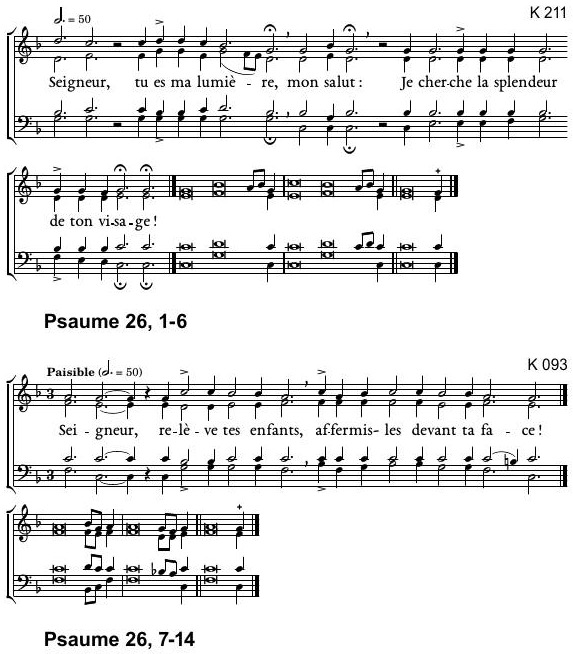 K 211
𝅗𝅥. = 50
Seigneur, tu es ma lumiè - re, mon salut : Je cher-che la splendeur
de ton vi-sa-ge !
Psaume 26, 1-6
K 093
Paisible (𝅗𝅥. = 50)
3
Sei - gneur, re-lè - ve tes enfants, af-fermis- les devant ta fa - ce !
3
Psaume 26, 7-14